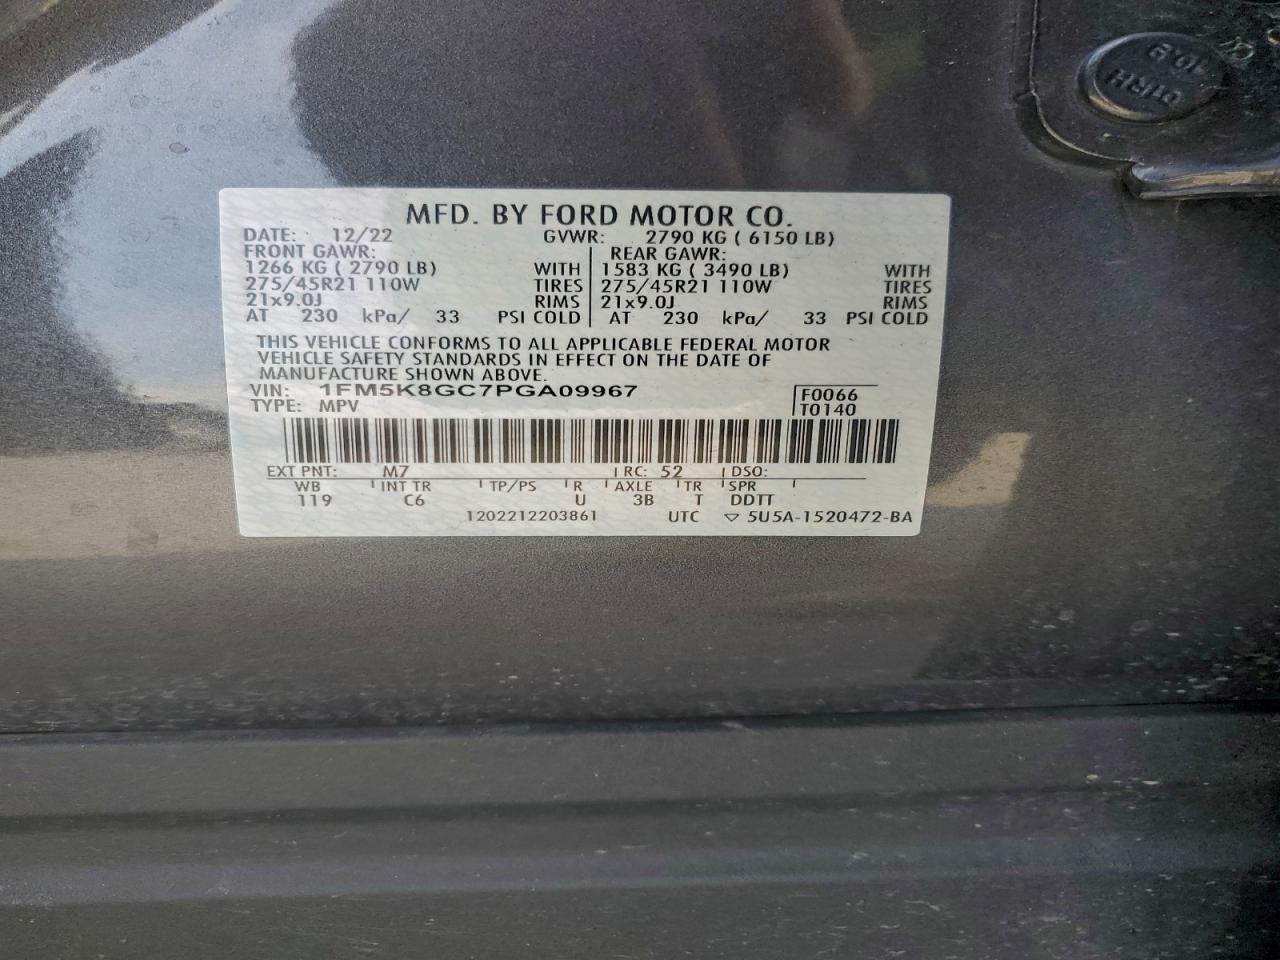 MFD. BY FORD MOTOR CO.
DATE: 12/22 GVWR: 2790 KG ( 6150 LB)
FRONT GAWR: REAR GAWR:
1266 KG ( 2790 LB) WITH 1583 KG ( 3490 LB) WITH
275/45R21 110W TIRES 275/45R21 110W TIRES
21x9.0J RIMS 21x9.0J RIMS
AT 230 kPa/ 33 PSI COLD AT 230 kPa/ 33 PSI COLD
THIS VEHICLE CONFORMS TO ALL APPLICABLE FEDERAL MOTOR
VEHICLE SAFETY STANDARDS IN EFFECT ON THE DATE OF
MANUFACTURE SHOWN ABOVE.
VIN: 1FM5K8GC7PGA09967 F0066
TYPE: MPV T0140
EXT PNT: M7 RC: 52 DSO:
WB INT TR TP/PS R AXLE TR SPR
119 C6 U 3B T DDTT
1202212203861 UTC ▽ 5U5A-1520472-BA